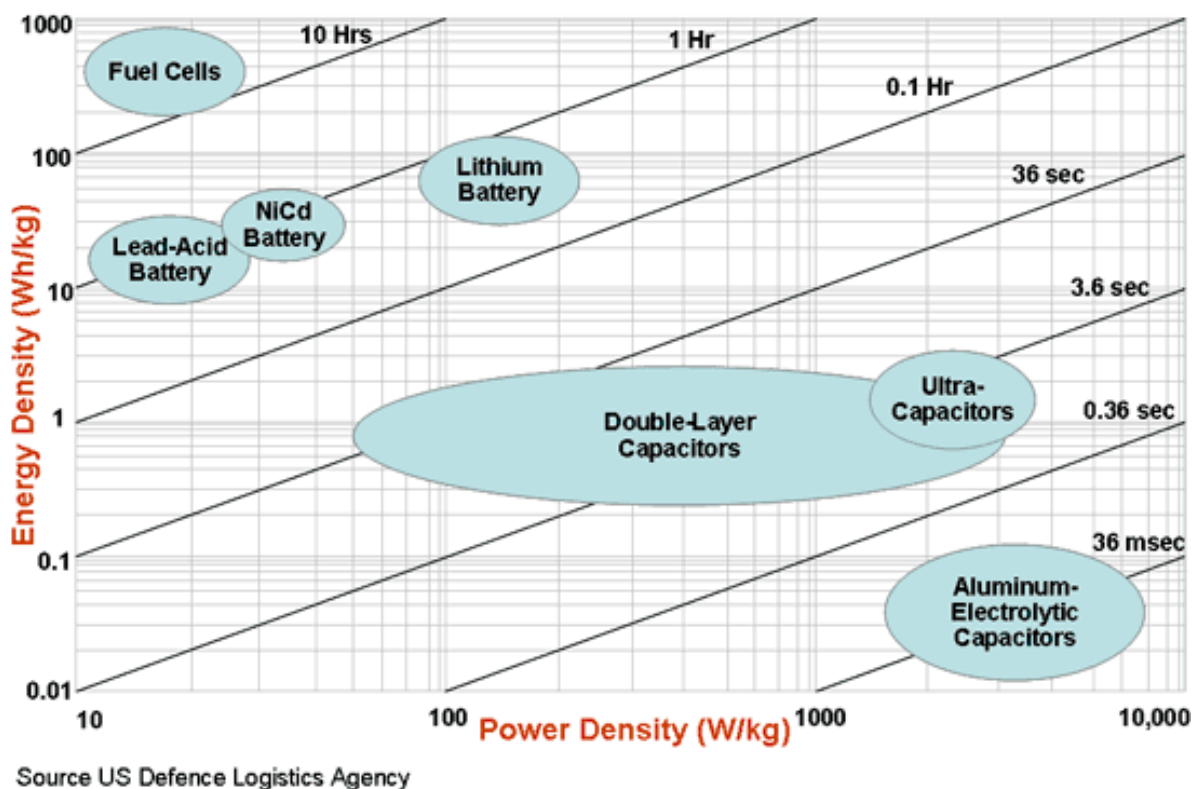 1000
10 Hrs
1 Hr
Fuel Cells
0.1 Hr
100
Lithium
Battery
36 sec
NiCd
Battery
Lead-Acid
Battery
10
3.6 sec
Ultra-
Capacitors
0.36 sec
Double-Layer
Capacitors
1
0.1
36 msec
Aluminum-
Electrolytic
Capacitors
0.01
Energy Density (Wh/kg)
10
100
1000
10,000
Power Density (W/kg)
Source US Defence Logistics Agency